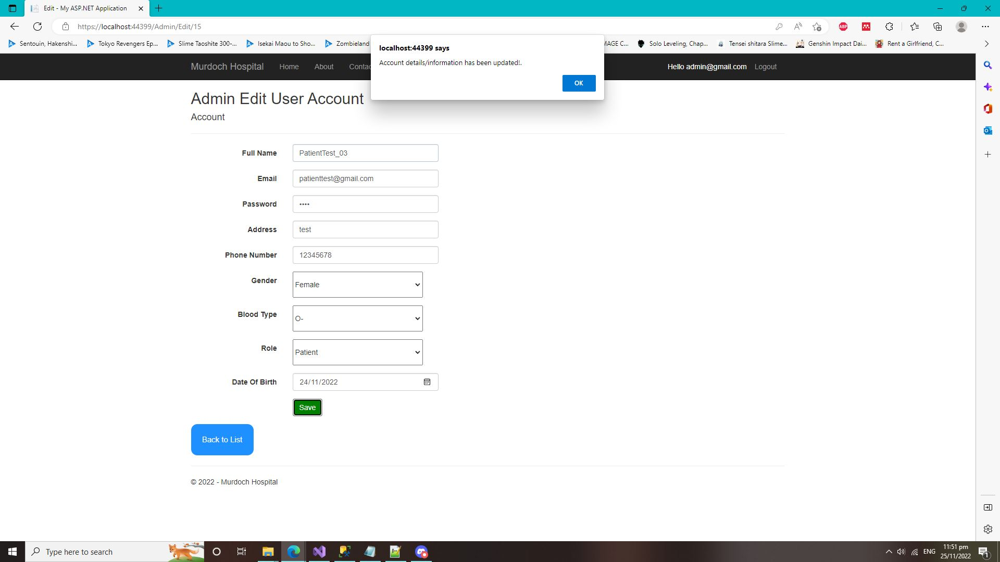 Edit - My ASP.NET Application
https://localhost:44399/Admin/Edit/15
ABP
Sentouin, Hakenshi...
Tokyo Revengers Ep...
Slime Taoshite 300-...
Isekai Maou to Sho...
Zombieland
MAGE C...
Solo Leveling, Chap...
Tensei shitara Slime...
Genshin Impact Dai...
Rent a Girlfriend, C...
localhost:44399 says
Account details/information has been updated!.
OK
Murdoch Hospital
Home
About
Contac
Hello admin@gmail.com
Logout
Admin Edit User Account
Account
Full Name
PatientTest_03
Email
patienttest@gmail.com
Password
••••
Address
test
Phone Number
12345678
Gender
Female
Blood Type
O-
Role
Patient
Date Of Birth
24/11/2022
Save
Back to List
© 2022 - Murdoch Hospital
Type here to search
ENG
11:51 pm
25/11/2022
1